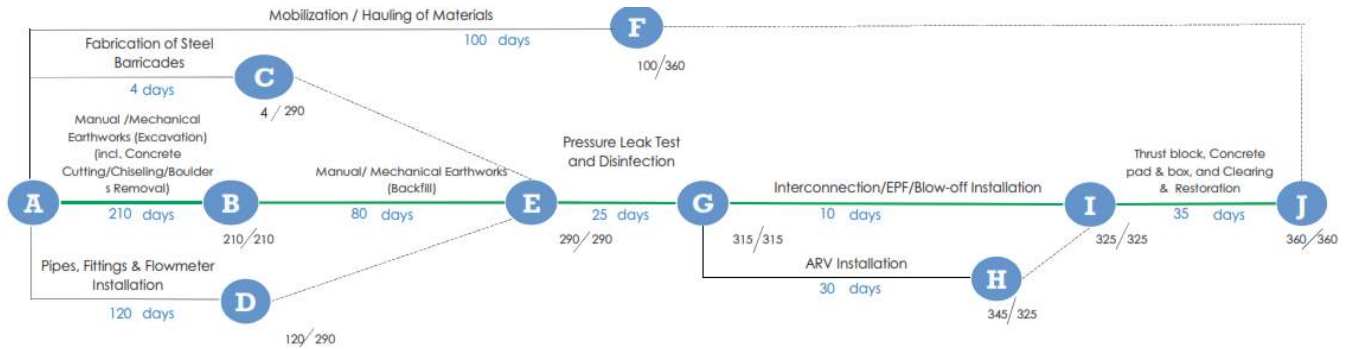 Mobilization / Hauling of Materials
100 days
F
100/360
Fabrication of Steel
Barricades
4 days
C
4 / 290
Manual /Mechanical
Earthworks (Excavation)
(incl. Concrete
Cutting/Chiseling/Boulder
s Removal)
A
210 days
B
210/210
Manual/ Mechanical Earthworks
(Backfill)
80 days
E
290/290
Pressure Leak Test
and Disinfection
25 days
G
315/315
Interconnection/EPF/Blow-off Installation
10 days
I
325/325
Thrust block, Concrete
pad & box, and Clearing
& Restoration
35 days
J
360/360
Pipes, Fittings & Flowmeter
Installation
120 days
D
120/290
ARV Installation
30 days
H
345/325